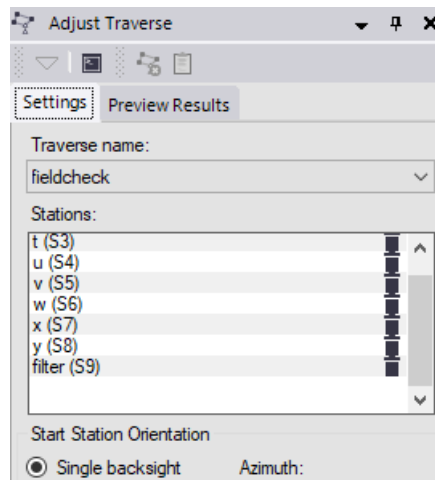 Adjust Traverse
Settings Preview Results
Traverse name:
fieldcheck
Stations:
t (S3)
u (S4)
v (S5)
w (S6)
x (S7)
y (S8)
filter (S9)
Start Station Orientation
Single backsight Azimuth: